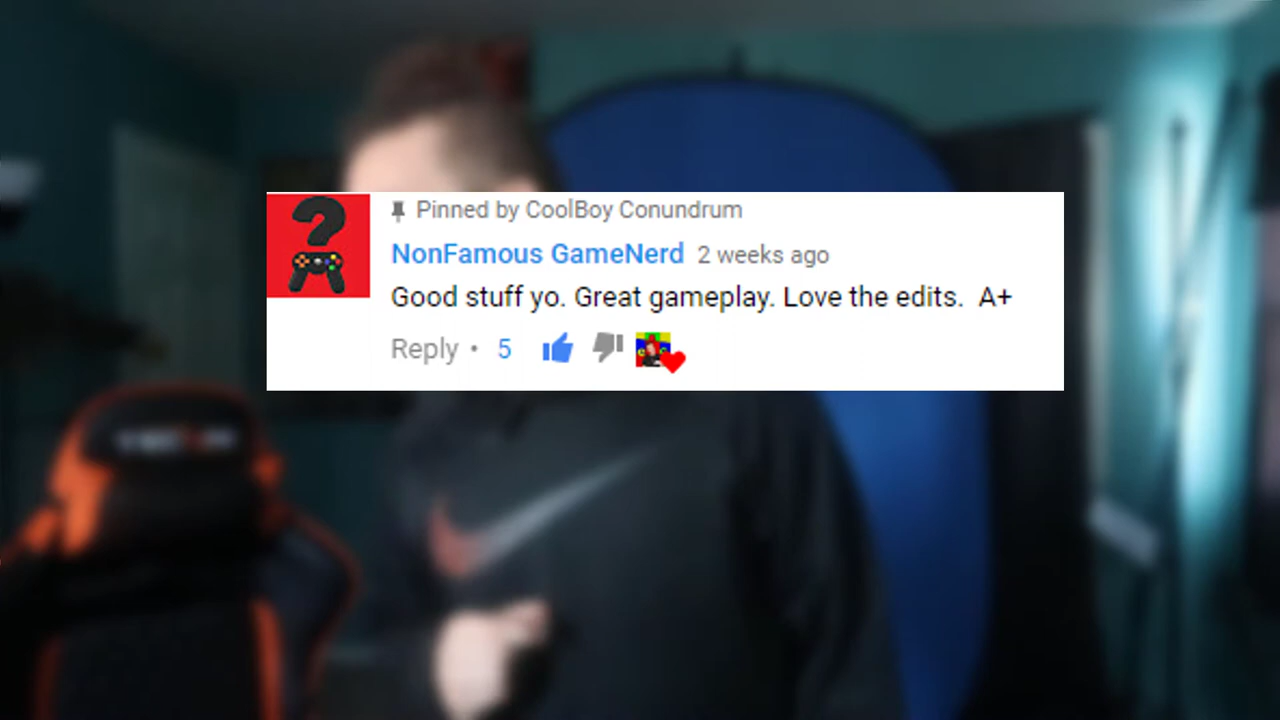 Pinned by CoolBoy Conundrum
NonFamous GameNerd 2 weeks ago
Good stuff yo. Great gameplay. Love the edits. A+
Reply • 5